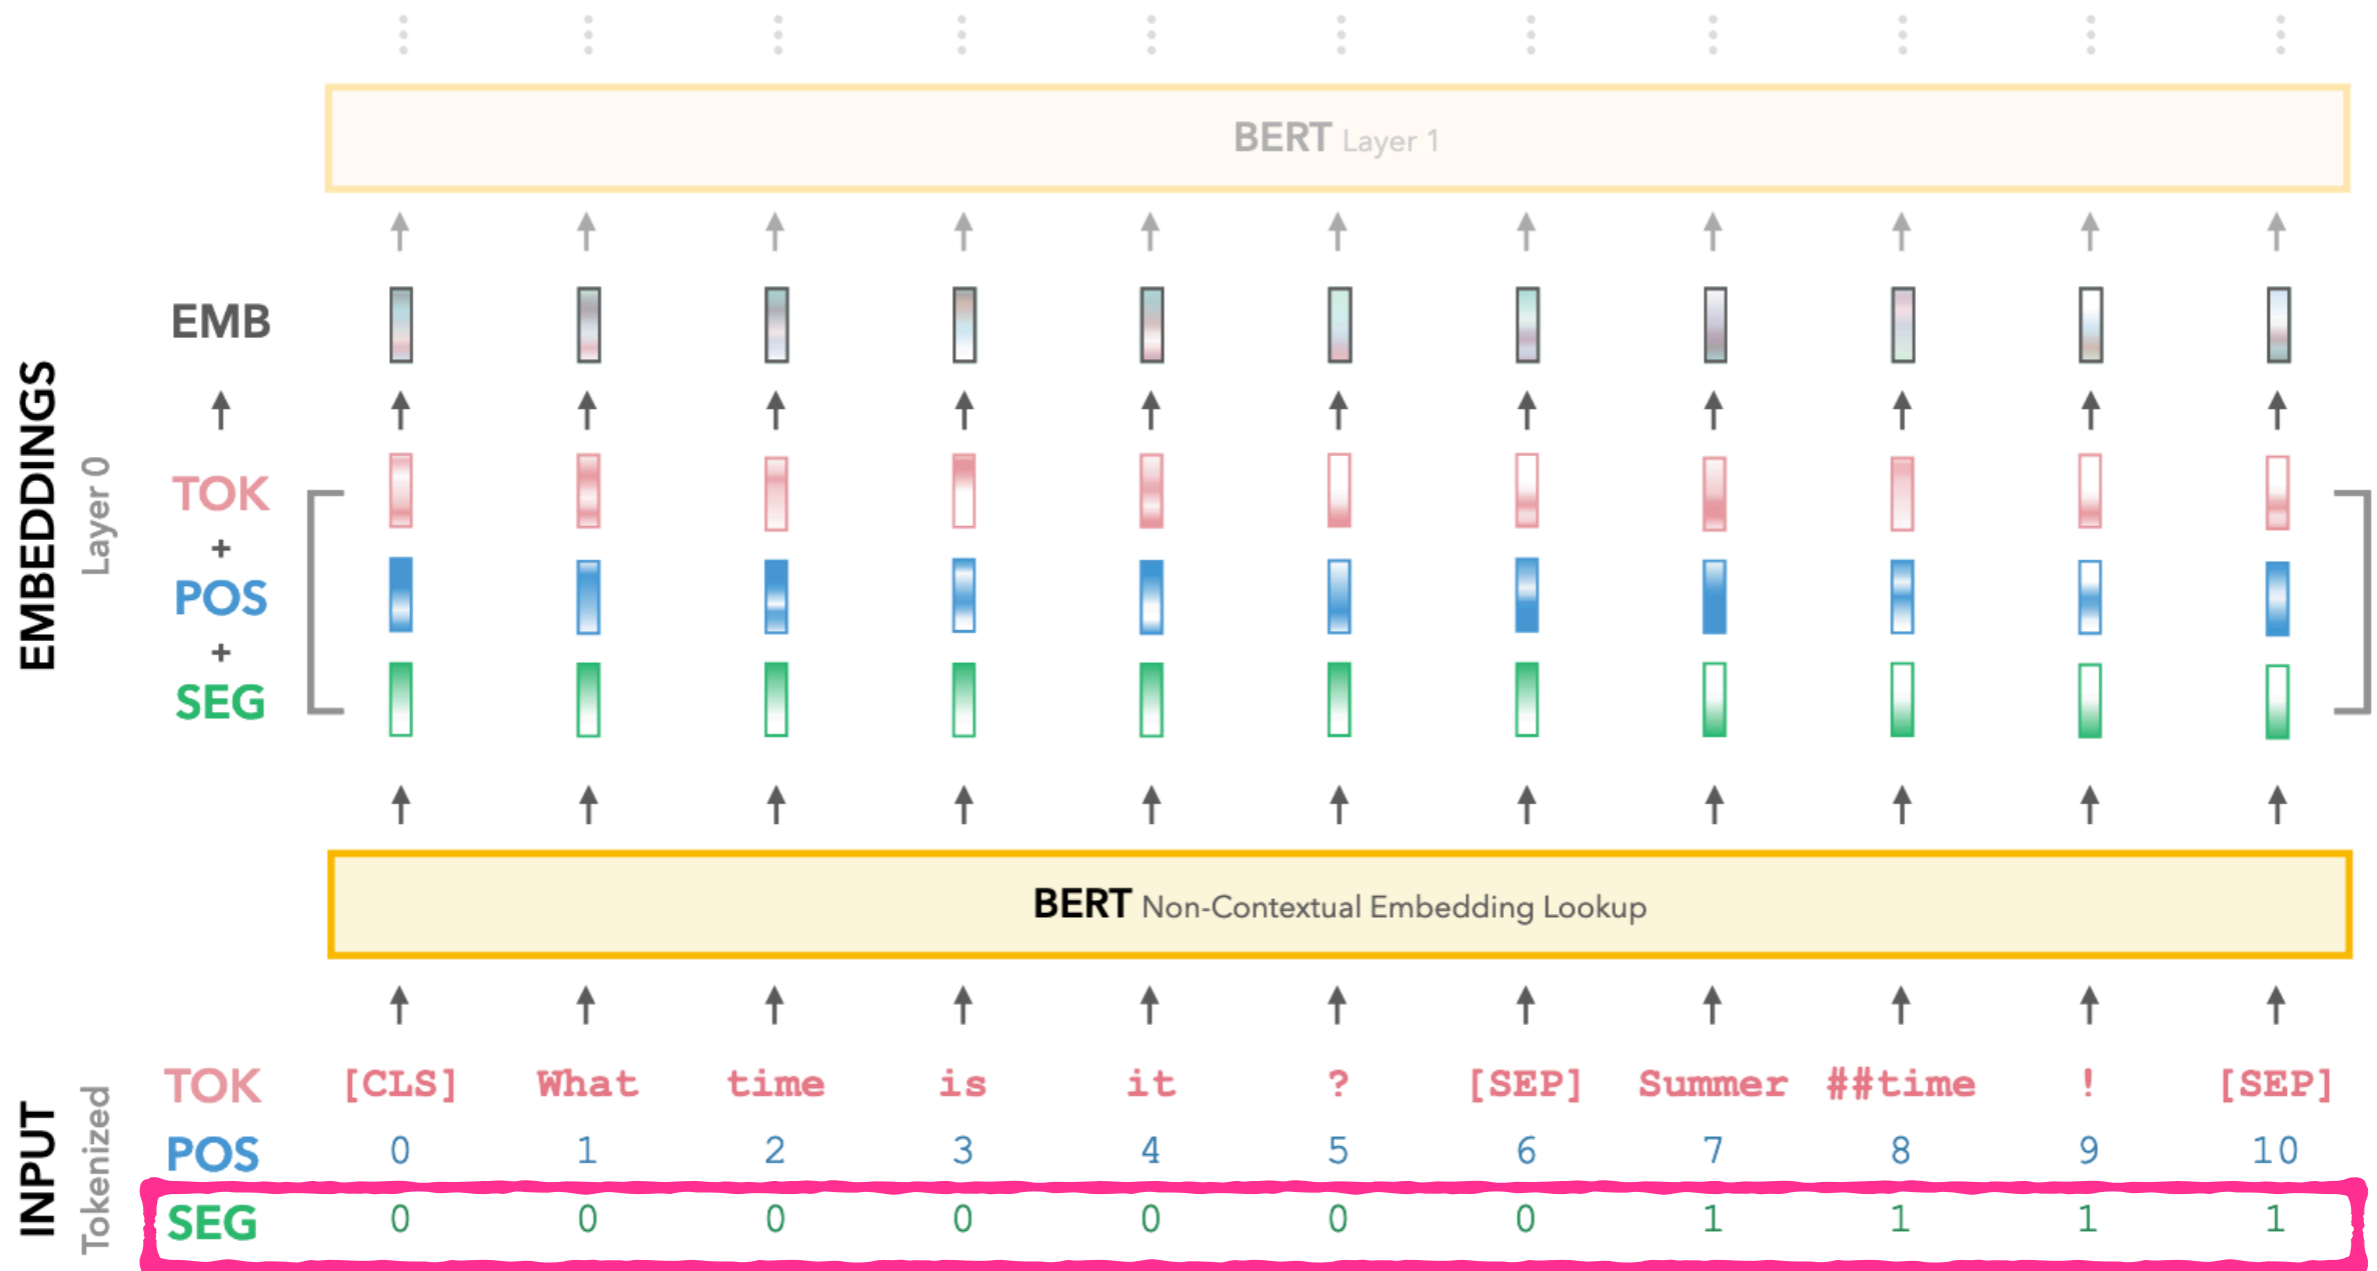 BERT Layer 1
EMBEDDINGS
Layer 0
EMB
TOK
+
POS
+
SEG
BERT Non-Contextual Embedding Lookup
INPUT
Tokenized
TOK [CLS] What time is it ? [SEP] Summer ##time ! [SEP]
POS 0 1 2 3 4 5 6 7 8 9 10
SEG 0 0 0 0 0 0 0 1 1 1 1